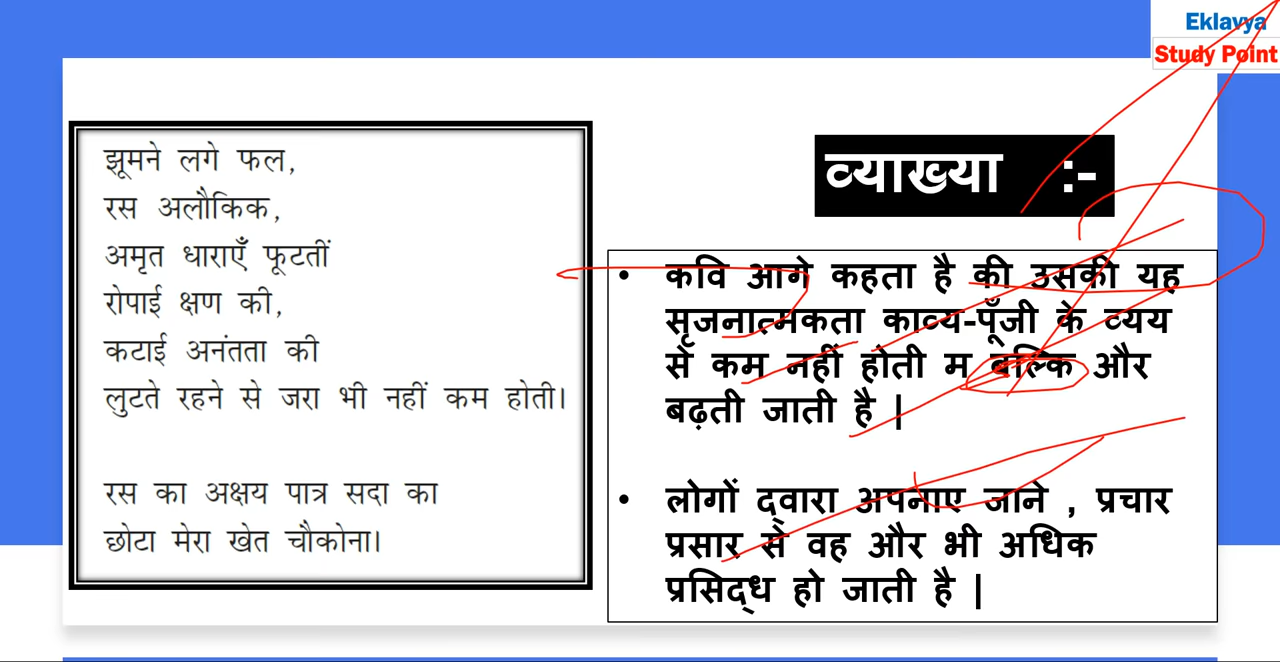 Eklavya
Study Point
झूमने लगे फल,
रस अलौकिक,
अमृत धाराएँ फूटतीं
रोपाई क्षण की,
कटाई अनंतता की
लुटते रहने से जरा भी नहीं कम होती।
रस का अक्षय पात्र सदा का
छोटा मेरा खेत चौकोना।
व्याख्या :-
• कवि आगे कहता है की उसकी यह
सृजनात्मकता काव्य-पूँजी के व्यय
से कम नहीं होती म बल्कि और
बढ़ती जाती है |
• लोगों द्वारा अपनाए जाने , प्रचार
प्रसार से वह और भी अधिक
प्रसिद्ध हो जाती है |